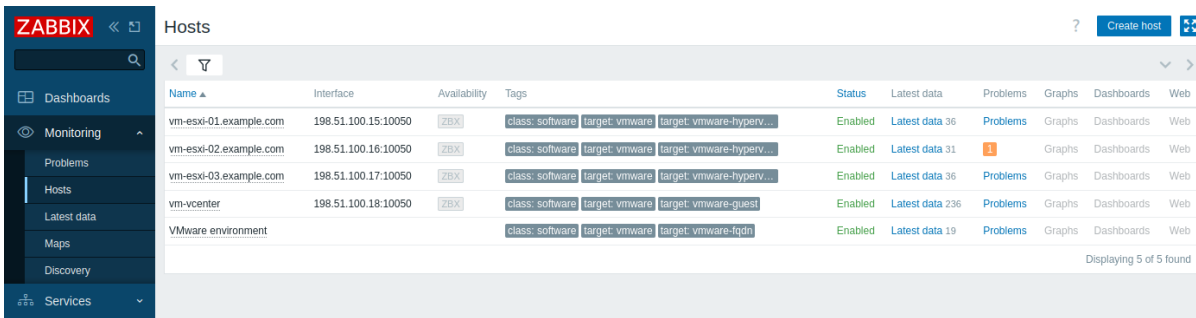 ZABBIX
Hosts
? Create host
Dashboards
Monitoring
Problems
Hosts
Latest data
Maps
Discovery
Services
Name Interface Availability Tags Status Latest data Problems Graphs Dashboards Web
vm-esxi-01.example.com 198.51.100.15:10050 ZBX class: software target: vmware target: vmware-hyperv... Enabled Latest data 36 Problems Graphs Dashboards Web
vm-esxi-02.example.com 198.51.100.16:10050 ZBX class: software target: vmware target: vmware-hyperv... Enabled Latest data 31 1 Graphs Dashboards Web
vm-esxi-03.example.com 198.51.100.17:10050 ZBX class: software target: vmware target: vmware-hyperv... Enabled Latest data 36 Problems Graphs Dashboards Web
vm-vcenter 198.51.100.18:10050 ZBX class: software target: vmware target: vmware-guest Enabled Latest data 236 Problems Graphs Dashboards Web
VMware environment class: software target: vmware target: vmware-fqdn Enabled Latest data 19 Problems Graphs Dashboards Web
Displaying 5 of 5 found